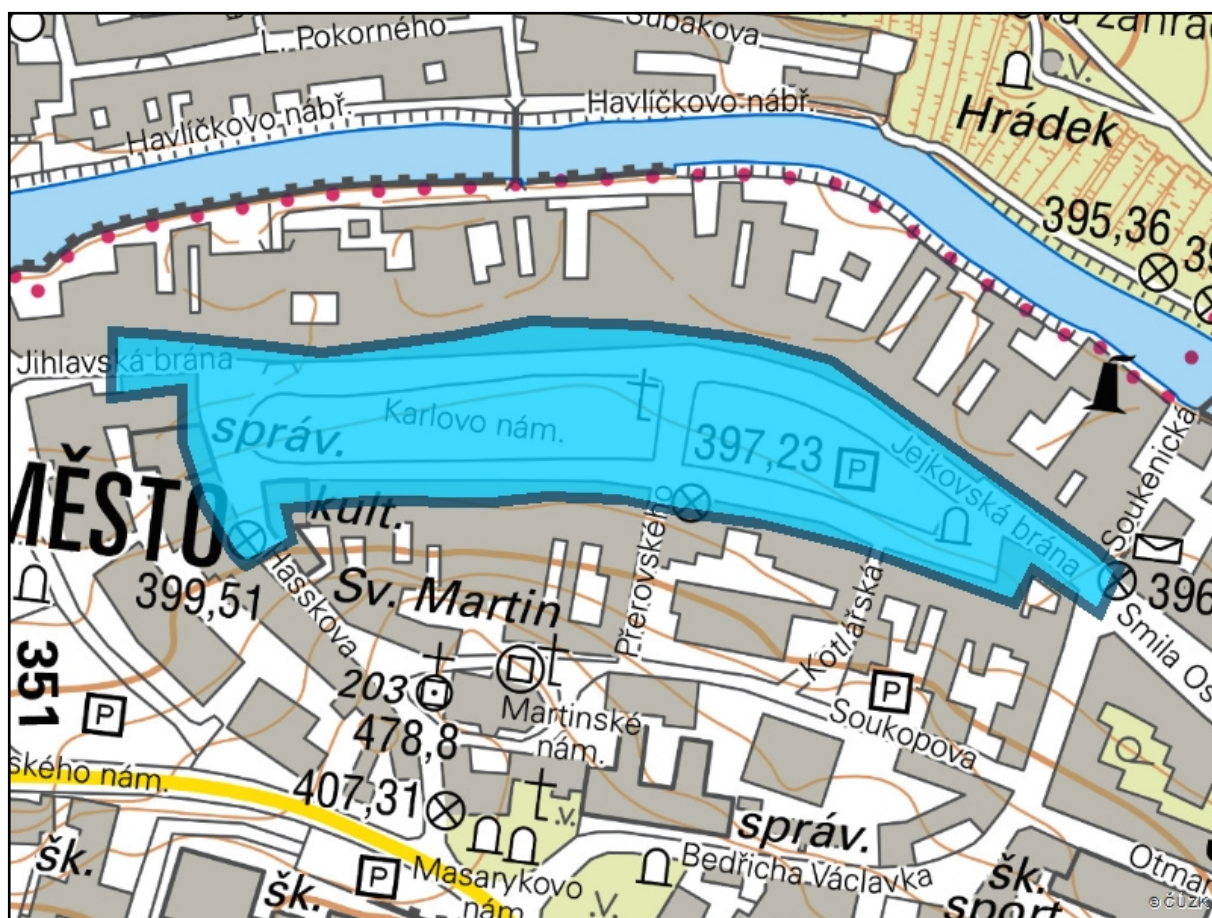 L. Pokorného
Havlíčkovo nábř.
Havlíčkovo nábř.
v.
Hrádek
395,36
Jihlavská brána
správ.
Karlovo nám.
397,23
P
Jejkovská brána
Soukenická
MĚSTO
399,51
kult.
Hasskova
Sv. Martin
Přerovského
Kotlářská
396
Smila Os
351
P
203
478,8
Martinské
nám.
P
Soukopova
ského nám.
407,31
v.
správ.
šk.
šk.
P
Masarykovo
nám.
Bedřicha Václavka
v.
šk.
sport
Otmar
© ČÚZK